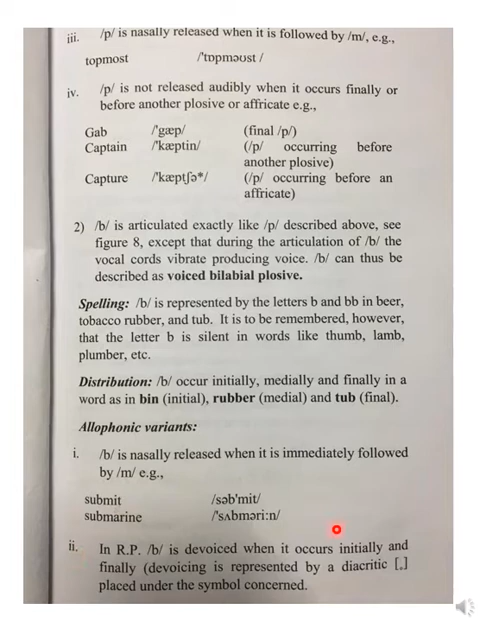 iii. /p/ is nasally released when it is followed by /m/, e.g.,
topmost /'tɒpməʊst /
iv. /p/ is not released audibly when it occurs finally or
before another plosive or affricate e.g.,
Gab /'gæp/ (final /p/)
Captain /'kæptin/ (/p/ occurring before
another plosive)
Capture /'kæptʃə*/ (/p/ occurring before an
affricate)
2) /b/ is articulated exactly like /p/ described above, see
figure 8, except that during the articulation of /b/ the
vocal cords vibrate producing voice. /b/ can thus be
described as voiced bilabial plosive.
Spelling: /b/ is represented by the letters b and bb in beer,
tobacco rubber, and tub. It is to be remembered, however,
that the letter b is silent in words like thumb, lamb,
plumber, etc.
Distribution: /b/ occur initially, medially and finally in a
word as in bin (initial), rubber (medial) and tub (final).
Allophonic variants:
i. /b/ is nasally released when it is immediately followed
by /m/ e.g.,
submit /səb'mit/
submarine /'sʌbməri:n/
ii. In R.P. /b/ is devoiced when it occurs initially and
finally (devoicing is represented by a diacritic [˳]
placed under the symbol concerned.